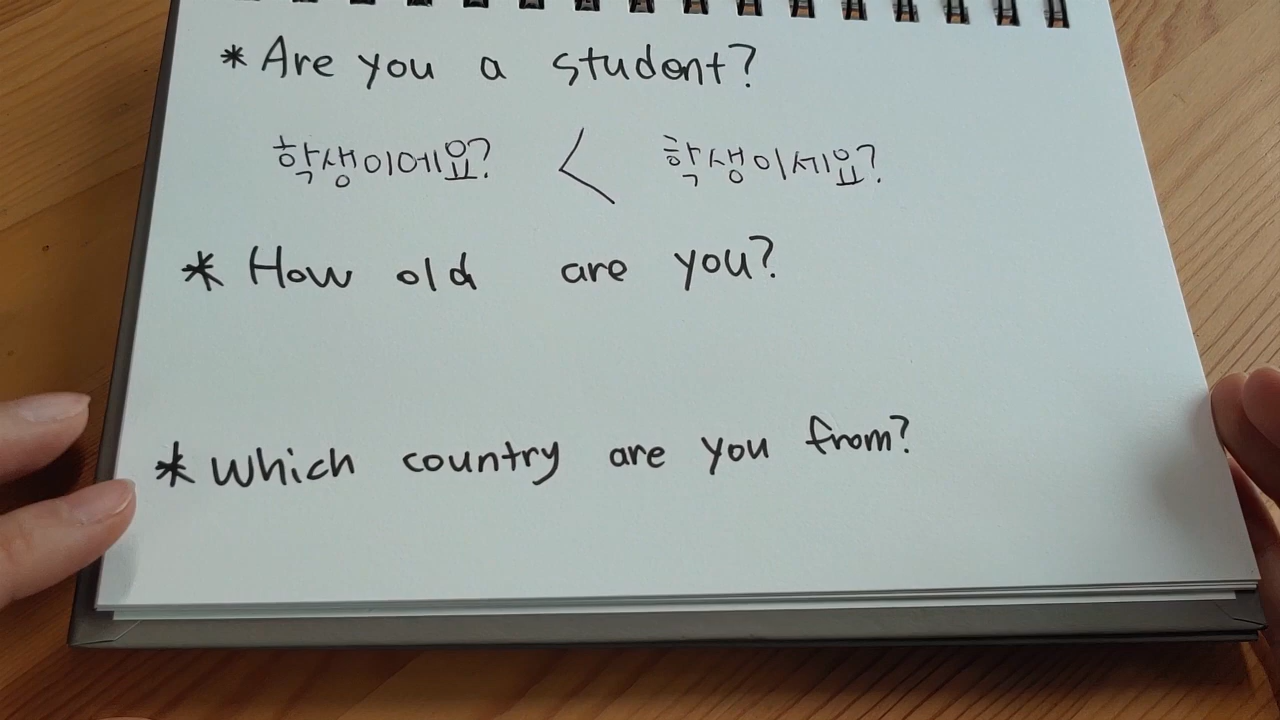 * Are you a student?
학생이에요? < 학생이세요?
* How old are you?
* Which country are you from?